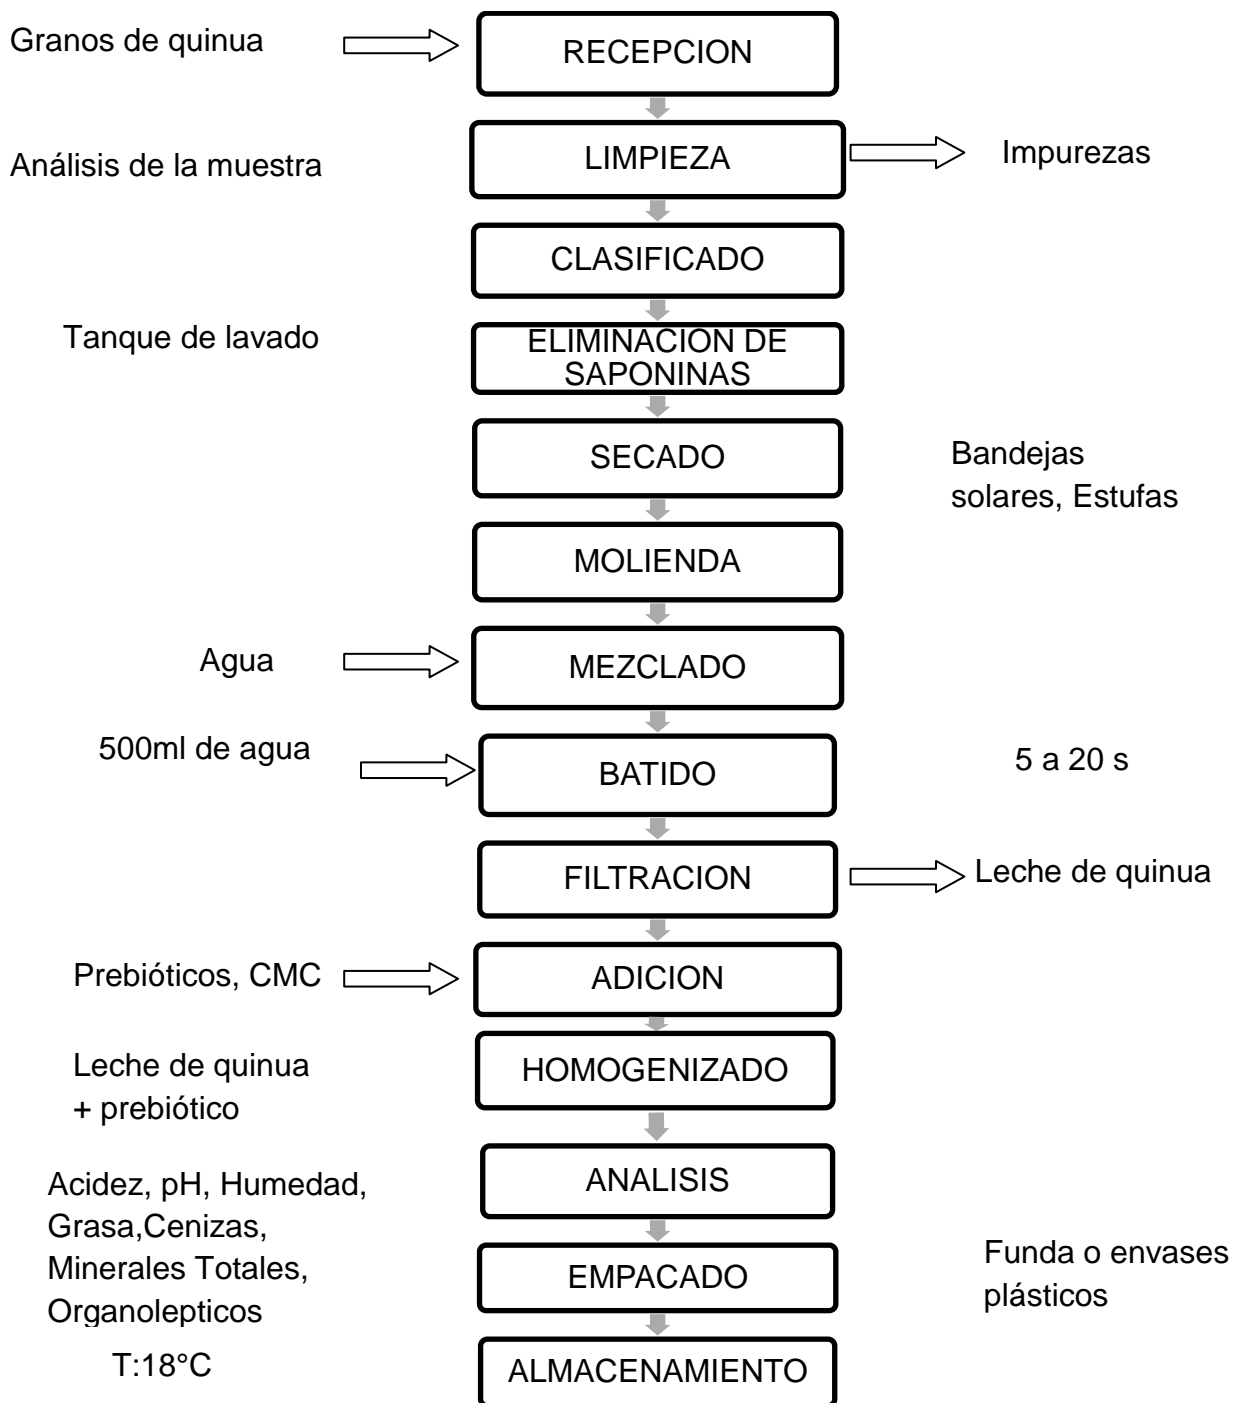 Granos de quinua
RECEPCION
Análisis de la muestra
LIMPIEZA
Impurezas
CLASIFICADO
Tanque de lavado
ELIMINACION DE
SAPONINAS
SECADO
Bandejas
solares, Estufas
MOLIENDA
Agua
MEZCLADO
500ml de agua
BATIDO
5 a 20 s
FILTRACION
Leche de quinua
Prebióticos, CMC
ADICION
Leche de quinua
+ prebiótico
HOMOGENIZADO
Acidez, pH, Humedad,
Grasa,Cenizas,
Minerales Totales,
Organolepticos
ANALISIS
EMPACADO
Funda o envases
plásticos
T:18°C
ALMACENAMIENTO